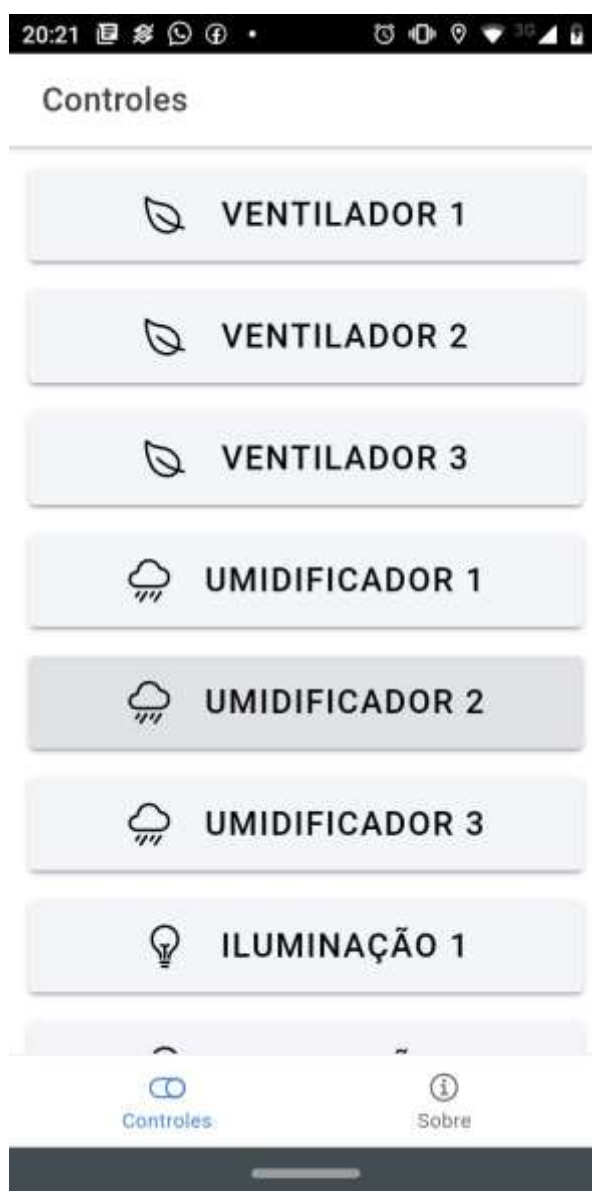 20:21 3G
Controles
VENTILADOR 1
VENTILADOR 2
VENTILADOR 3
UMIDIFICADOR 1
UMIDIFICADOR 2
UMIDIFICADOR 3
ILUMINAÇÃO 1
Controles Sobre